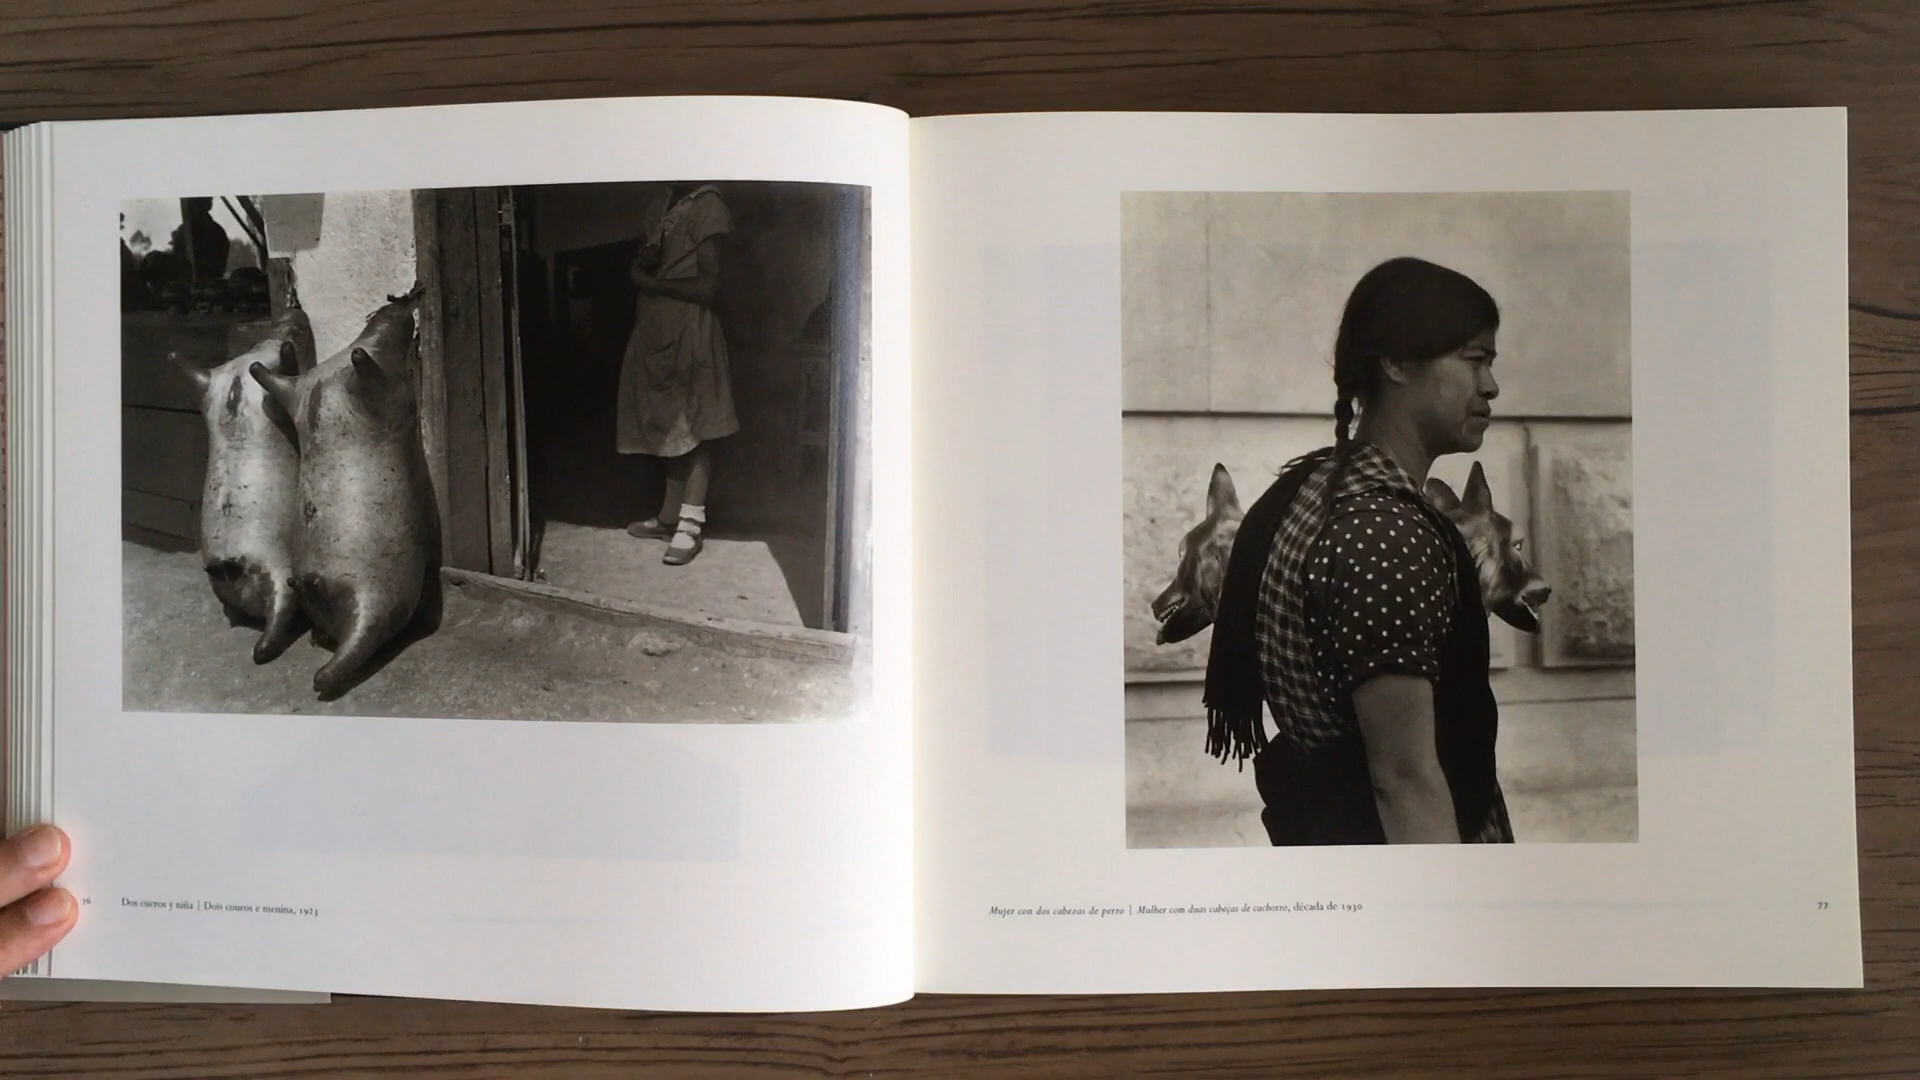 76
Dos cueros y niña | Dois couros e menina, 1923
Mujer con dos cabezas de perro | Mulher com duas cabeças de cachorro, década de 1930
77